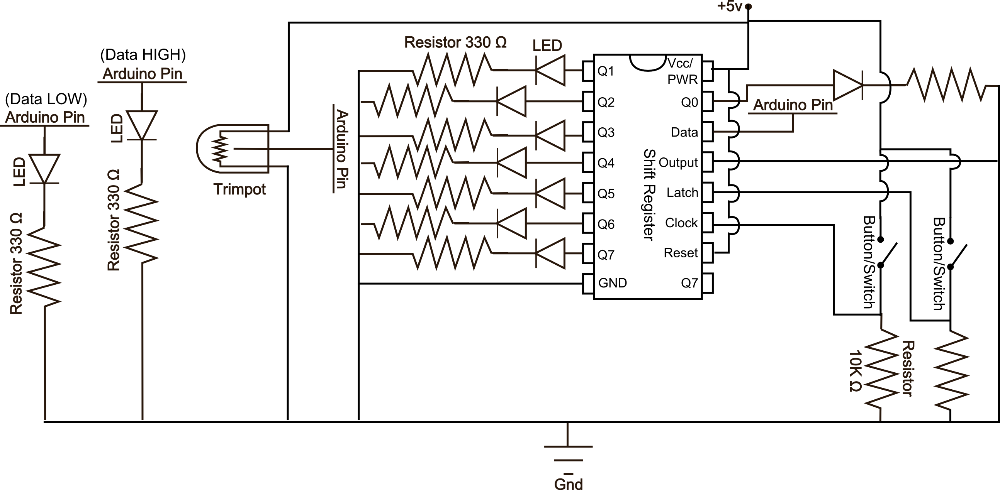 +5v
(Data HIGH)
Arduino Pin
(Data LOW)
Arduino Pin
LED
Resistor 330 Ω
LED
Resistor 330 Ω
Trimpot
Arduino Pin
Resistor 330 Ω
LED
Q1
Q2
Q3
Q4
Q5
Q6
Q7
GND
Shift Register
Vcc/
PWR
Q0
Data
Output
Latch
Clock
Reset
Q7
Arduino Pin
Button/Switch
Button/Switch
Resistor
10K Ω
Gnd